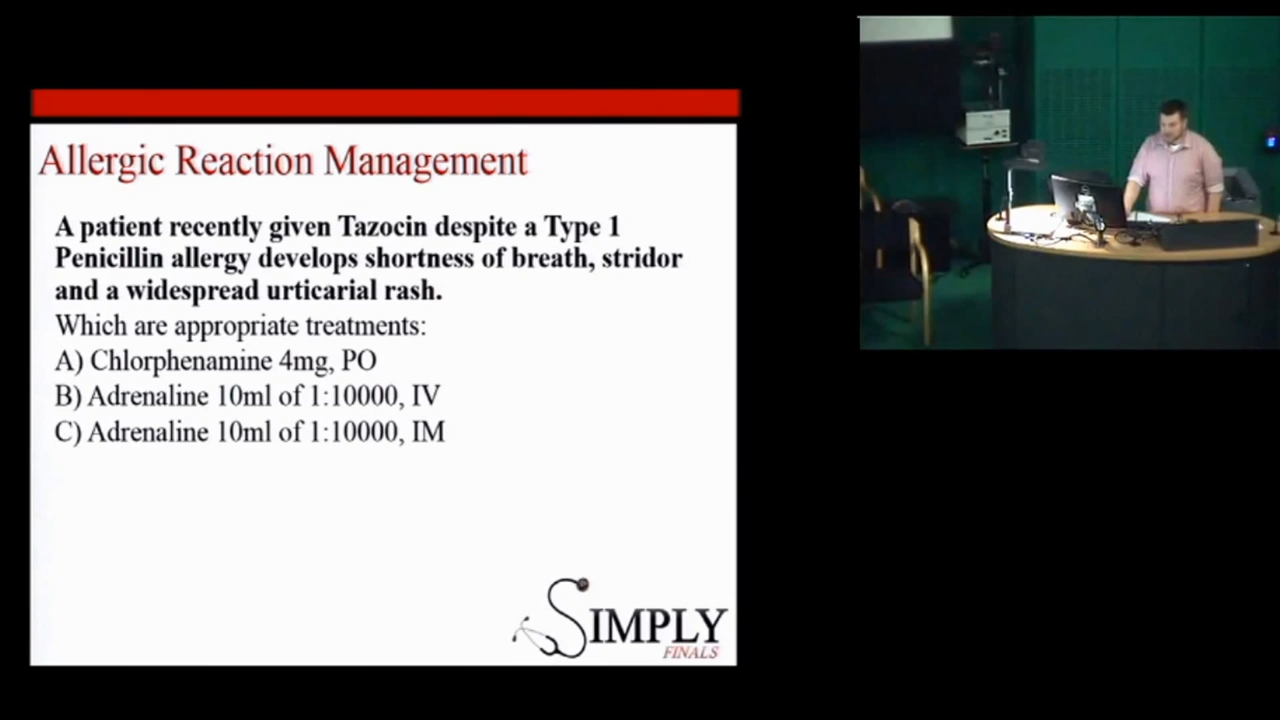 Allergic Reaction Management
A patient recently given Tazocin despite a Type 1
Penicillin allergy develops shortness of breath, stridor
and a widespread urticarial rash.
Which are appropriate treatments:
A) Chlorphenamine 4mg, PO
B) Adrenaline 10ml of 1:10000, IV
C) Adrenaline 10ml of 1:10000, IM
SIMPLY
FINALS